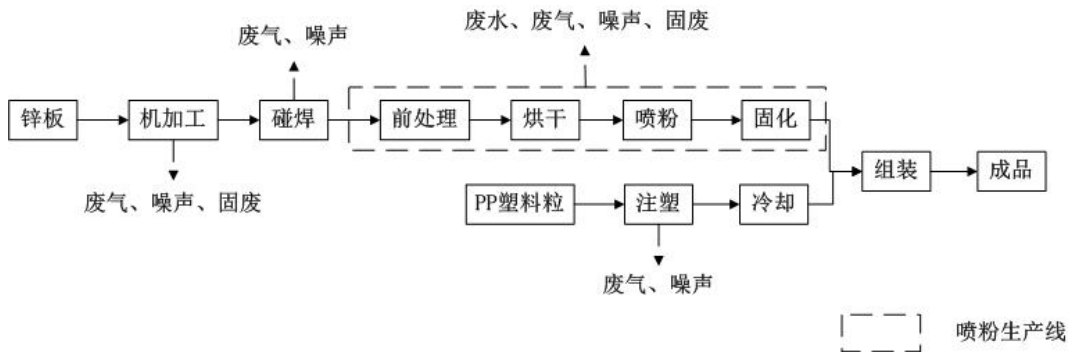 废气、噪声
废水、废气、噪声、固废
锌板
机加工
碰焊
前处理
烘干
喷粉
固化
组装
成品
废气、噪声、固废
PP塑料粒
注塑
冷却
废气、噪声
喷粉生产线